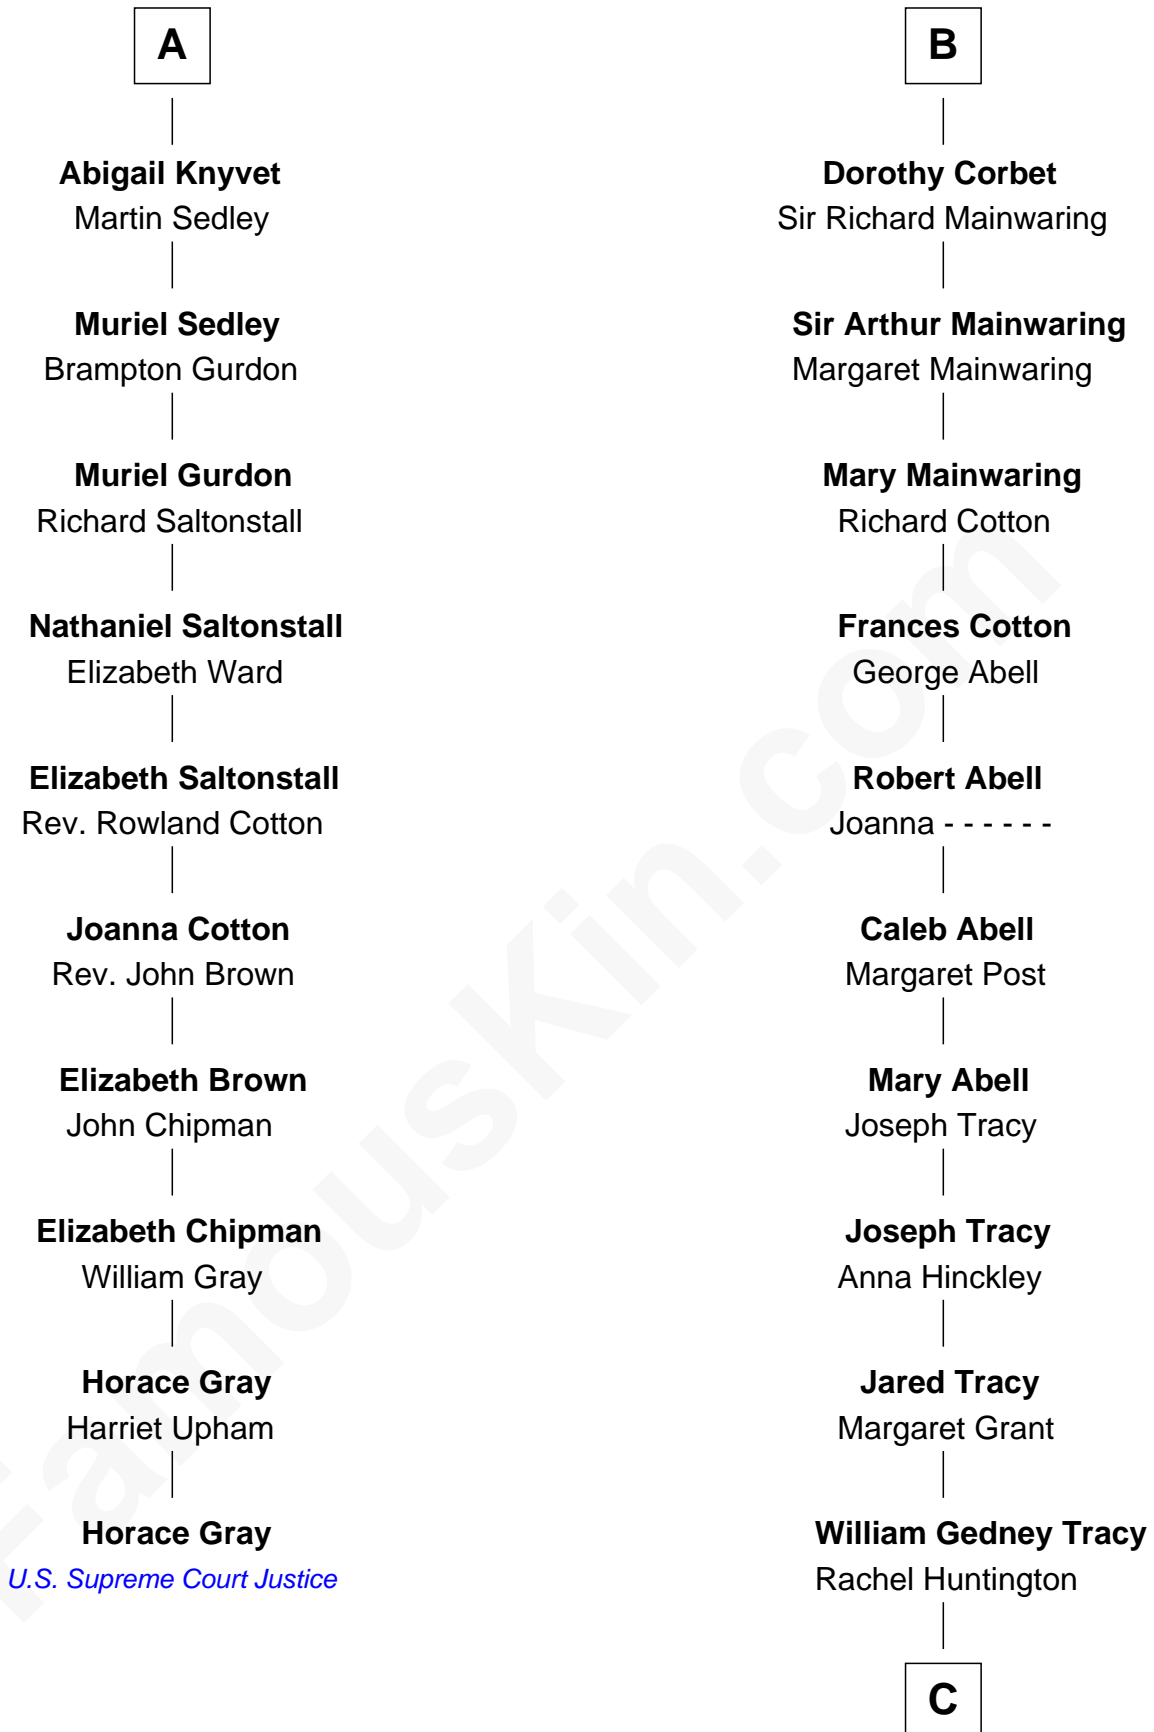 A
Abigail Knyvet
Martin Sedley
Muriel Sedley
Brampton Gurdon
Muriel Gurdon
Richard Saltonstall
Nathaniel Saltonstall
Elizabeth Ward
Elizabeth Saltonstall
Rev. Rowland Cotton
Joanna Cotton
Rev. John Brown
Elizabeth Brown
John Chipman
Elizabeth Chipman
William Gray
Horace Gray
Harriet Upham
Horace Gray
U.S. Supreme Court Justice
B
Dorothy Corbet
Sir Richard Mainwaring
Sir Arthur Mainwaring
Margaret Mainwaring
Mary Mainwaring
Richard Cotton
Frances Cotton
George Abell
Robert Abell
Joanna - - - - - -
Caleb Abell
Margaret Post
Mary Abell
Joseph Tracy
Joseph Tracy
Anna Hinckley
Jared Tracy
Margaret Grant
William Gedney Tracy
Rachel Huntington
C
FamousKin.com